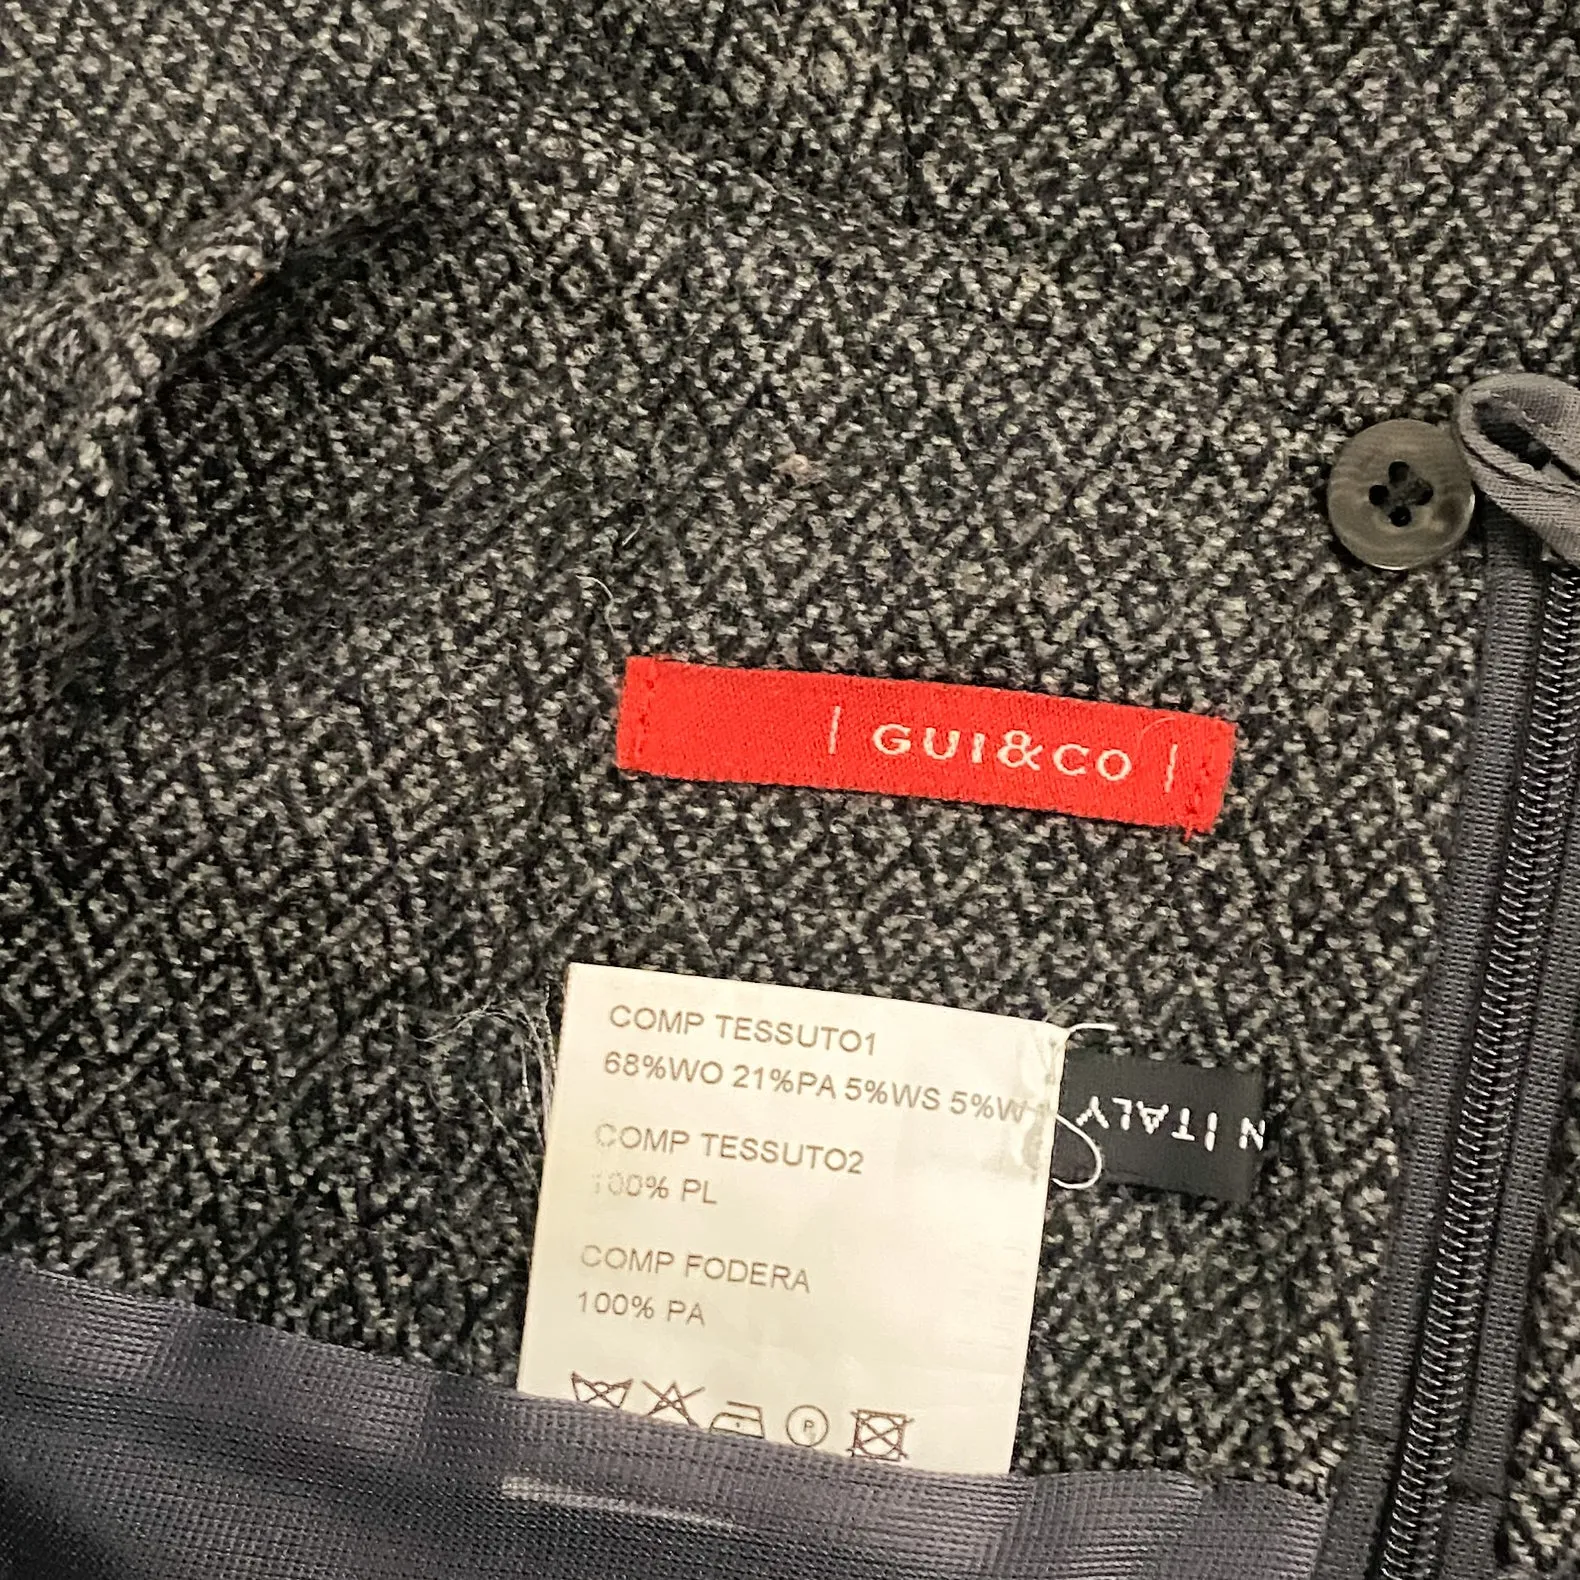 | GUI&CO |
COMP TESSUTO1
68%WO 21%PA 5%WS 5%W
N ITALY
COMP TESSUTO2
100% PL
COMP FODERA
100% PA
P